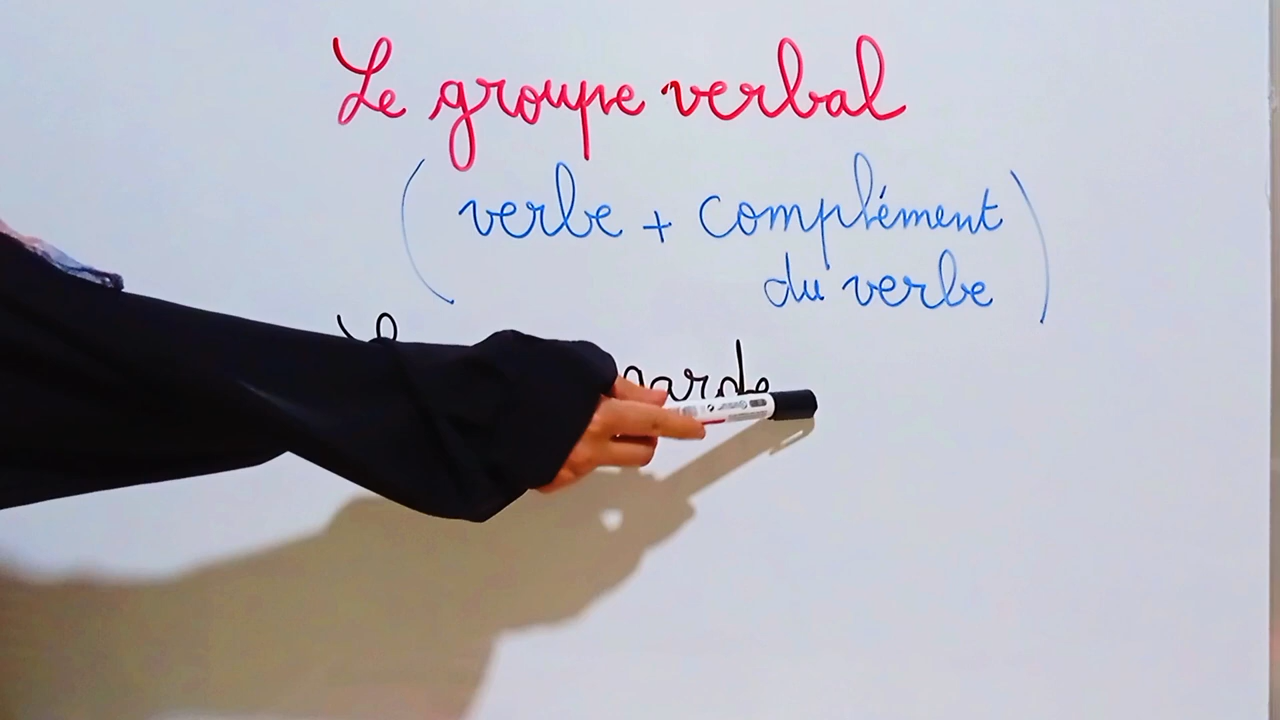 Le groupe verbal
( verbe + complément
du verbe )